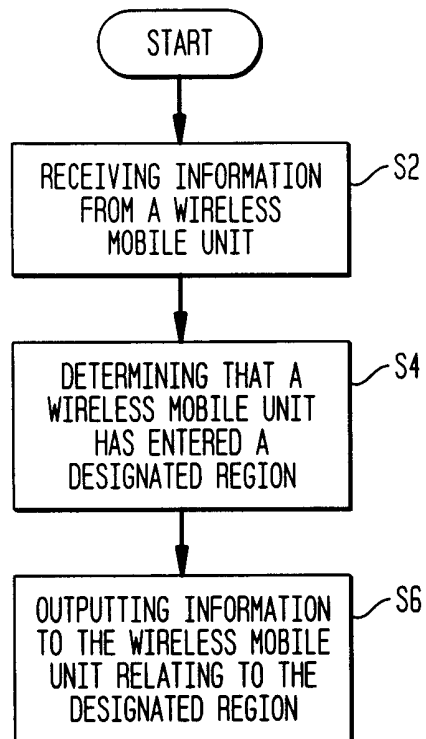 START
RECEIVING INFORMATION
FROM A WIRELESS
MOBILE UNIT
S2
DETERMINING THAT A
WIRELESS MOBILE UNIT
HAS ENTERED A
DESIGNATED REGION
S4
OUTPUTTING INFORMATION
TO THE WIRELESS MOBILE
UNIT RELATING TO THE
DESIGNATED REGION
S6